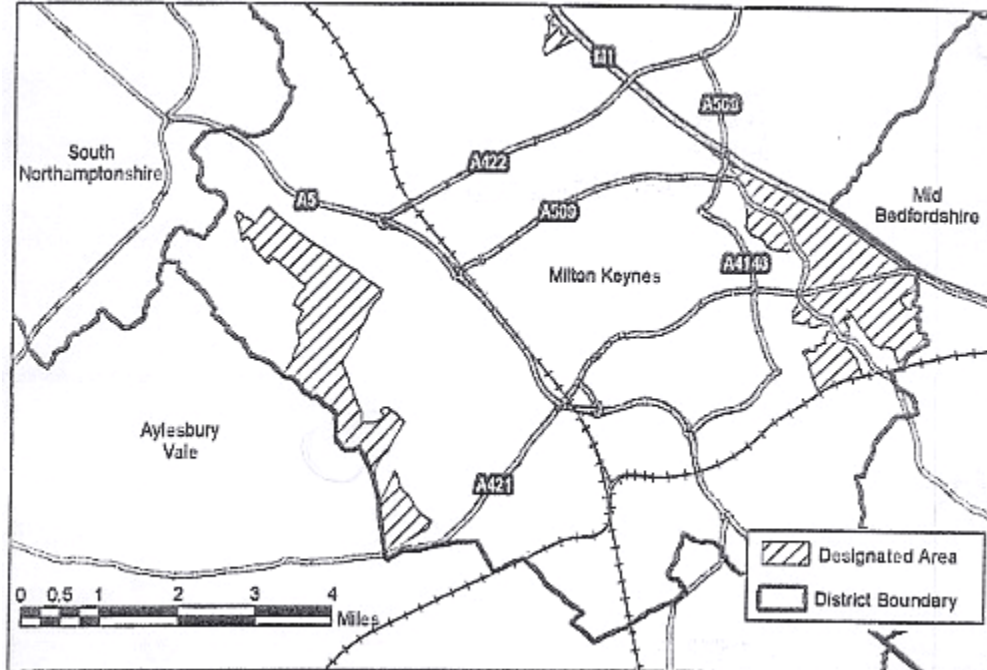 M1
A508
A422
South
Northamptonshire
Mid
Bedfordshire
A5
A509
A4146
Milton Keynes
Aylesbury
Vale
A421
Designated Area
District Boundary
0 0.5 1 2 3 4
Miles